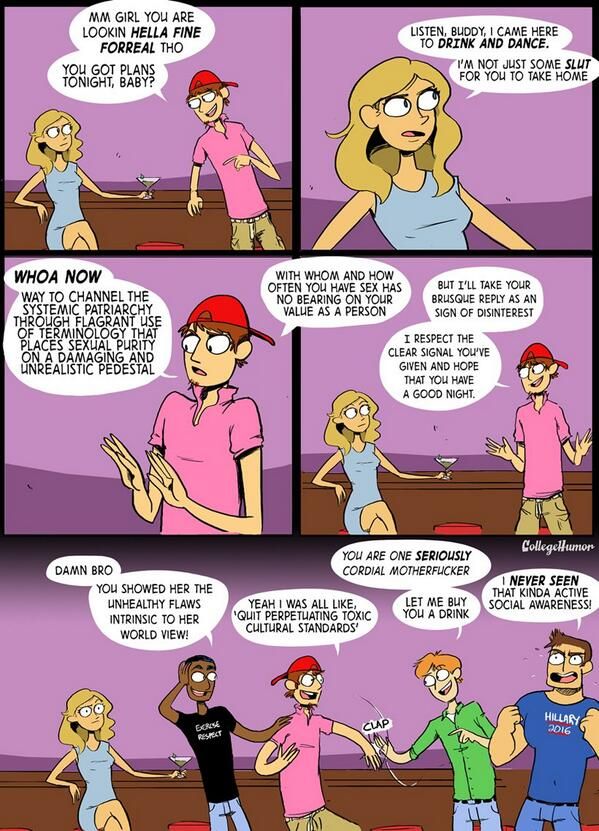 MM GIRL YOU ARE
LOOKIN HELLA FINE
FORREAL THO
YOU GOT PLANS
TONIGHT, BABY?
LISTEN, BUDDY, I CAME HERE
TO DRINK AND DANCE.
I'M NOT JUST SOME SLUT
FOR YOU TO TAKE HOME
WHOA NOW
WAY TO CHANNEL THE
SYSTEMIC PATRIARCHY
THROUGH FLAGRANT USE
OF TERMINOLOGY THAT
PLACES SEXUAL PURITY
ON A DAMAGING AND
UNREALISTIC PEDESTAL
WITH WHOM AND HOW
OFTEN YOU HAVE SEX HAS
NO BEARING ON YOUR
VALUE AS A PERSON
BUT I'LL TAKE YOUR
BRUSQUE REPLY AS AN
SIGN OF DISINTEREST
I RESPECT THE
CLEAR SIGNAL YOU'VE
GIVEN AND HOPE
THAT YOU HAVE
A GOOD NIGHT.
CollegeHumor
DAMN BRO
YOU SHOWED HER THE
UNHEALTHY FLAWS
INTRINSIC TO HER
WORLD VIEW!
YEAH I WAS ALL LIKE,
'QUIT PERPETUATING TOXIC
CULTURAL STANDARDS'
YOU ARE ONE SERIOUSLY
CORDIAL MOTHERFUCKER
LET ME BUY
YOU A DRINK
I NEVER SEEN
THAT KINDA ACTIVE
SOCIAL AWARENESS!
EXERCISE
RESPECT
CLAP
HILLARY
2016